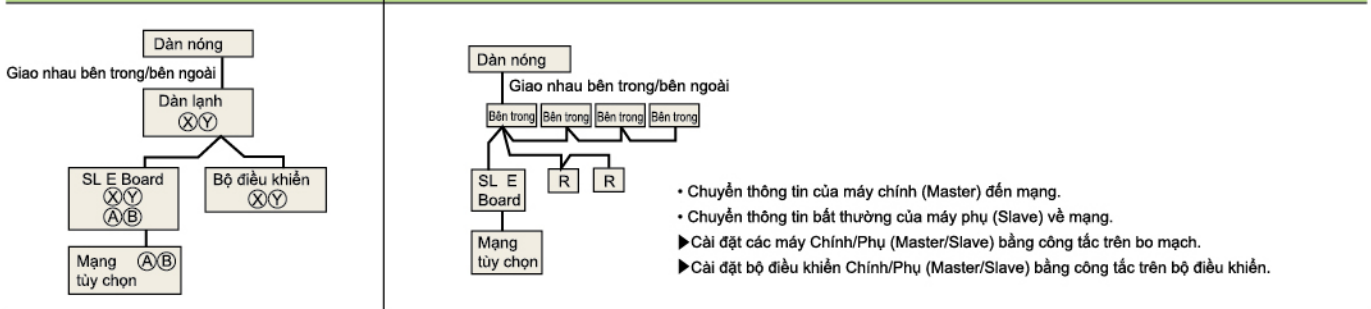 Dàn nóng
Giao nhau bên trong/bên ngoài
Dàn lạnh
ⓍⓎ
SL E Board
ⓍⓎ
ⒶⒷ
Bộ điều khiển
ⓍⓎ
Mạng ⒶⒷ
tùy chọn
Dàn nóng
Giao nhau bên trong/bên ngoài
Bên trong Bên trong Bên trong Bên trong
SL E
Board
R R
Mạng
tùy chọn
• Chuyển thông tin của máy chính (Master) đến mạng.
• Chuyển thông tin bất thường của máy phụ (Slave) về mạng.
▶Cài đặt các máy Chính/Phụ (Master/Slave) bằng công tắc trên bo mạch.
▶Cài đặt bộ điều khiển Chính/Phụ (Master/Slave) bằng công tắc trên bộ điều khiển.